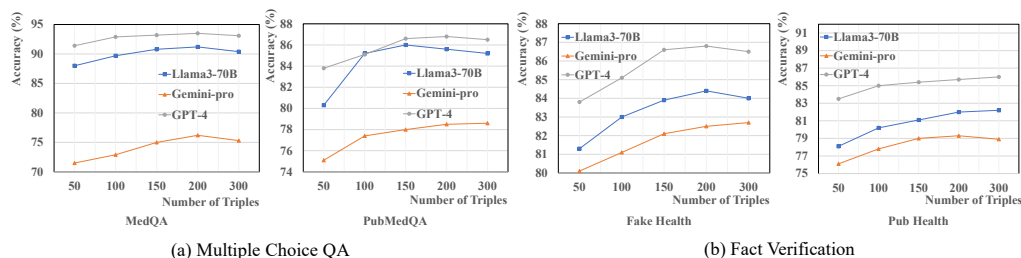 Accuracy (%)
95
90
85
80
75
70
Llama3-70B
Gemini-pro
GPT-4
50 100 150 200 300
Number of Triples
MedQA
Accuracy (%)
88
86
84
82
80
78
76
74
Llama3-70B
Gemini-pro
GPT-4
50 100 150 200 300
Number of Triples
PubMedQA
(a) Multiple Choice QA
Accuracy (%)
88
87
86
85
84
83
82
81
80
Llama3-70B
Gemini-pro
GPT-4
50 100 150 200 300
Number of Triples
Fake Health
Accuracy (%)
91
89
87
85
83
81
79
77
75
Llama3-70B
Gemini-pro
GPT-4
50 100 150 200 300
Number of Triples
Pub Health
(b) Fact Verification